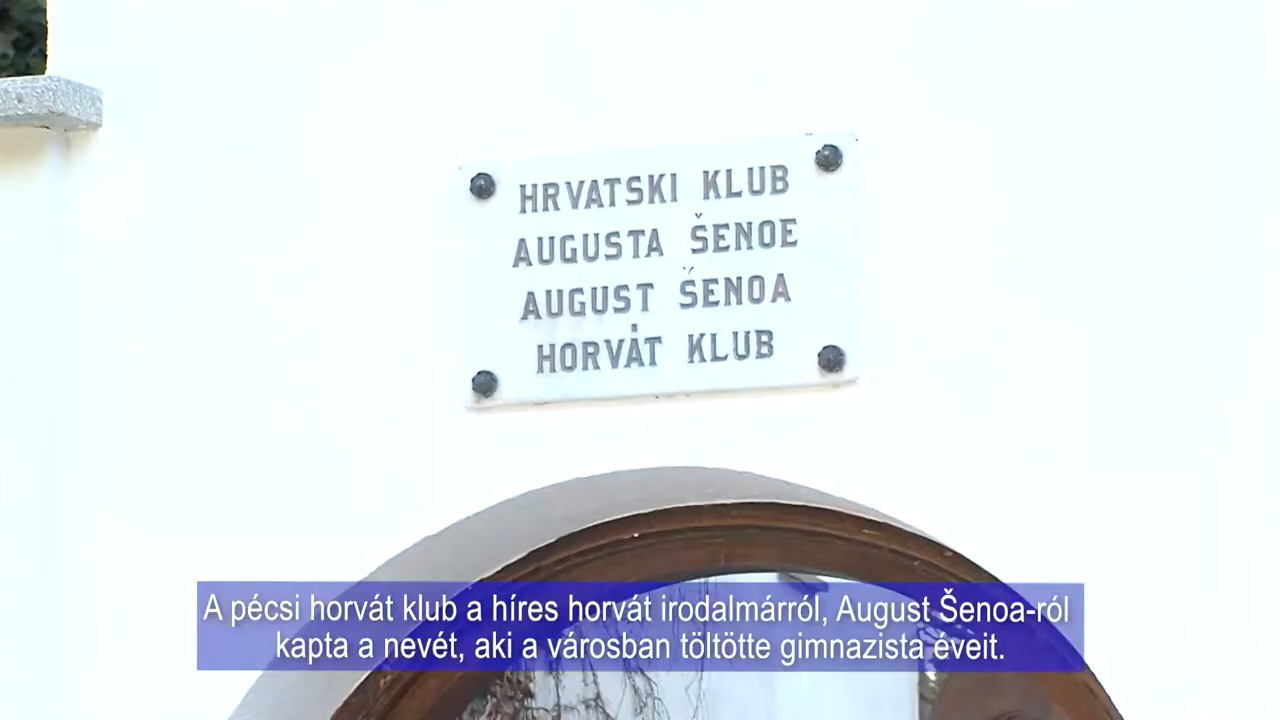 HRVATSKI KLUB
AUGUSTA ŠENOE
AUGUST ŠENOA
HORVÁT KLUB
A pécsi horvát klub a híres horvát irodalmárról, August Šenoa-ról
kapta a nevét, aki a városban töltötte gimnazista éveit.